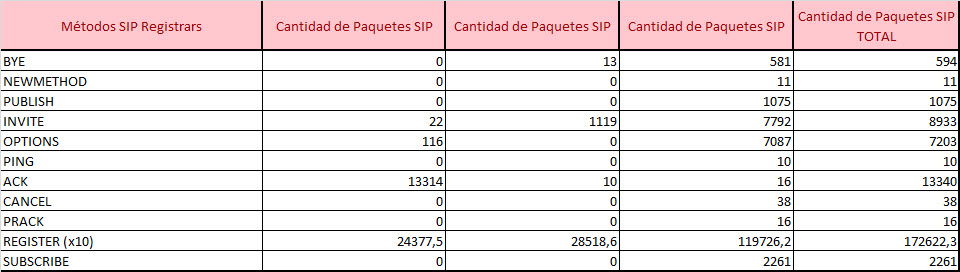 Métodos SIP Registrars Cantidad de Paquetes SIP Cantidad de Paquetes SIP Cantidad de Paquetes SIP Cantidad de Paquetes SIP
TOTAL
BYE 0 13 581 594
NEWMETHOD 0 0 11 11
PUBLISH 0 0 1075 1075
INVITE 22 1119 7792 8933
OPTIONS 116 0 7087 7203
PING 0 0 10 10
ACK 13314 10 16 13340
CANCEL 0 0 38 38
PRACK 0 0 16 16
REGISTER (x10) 24377,5 28518,6 119726,2 172622,3
SUBSCRIBE 0 0 2261 2261